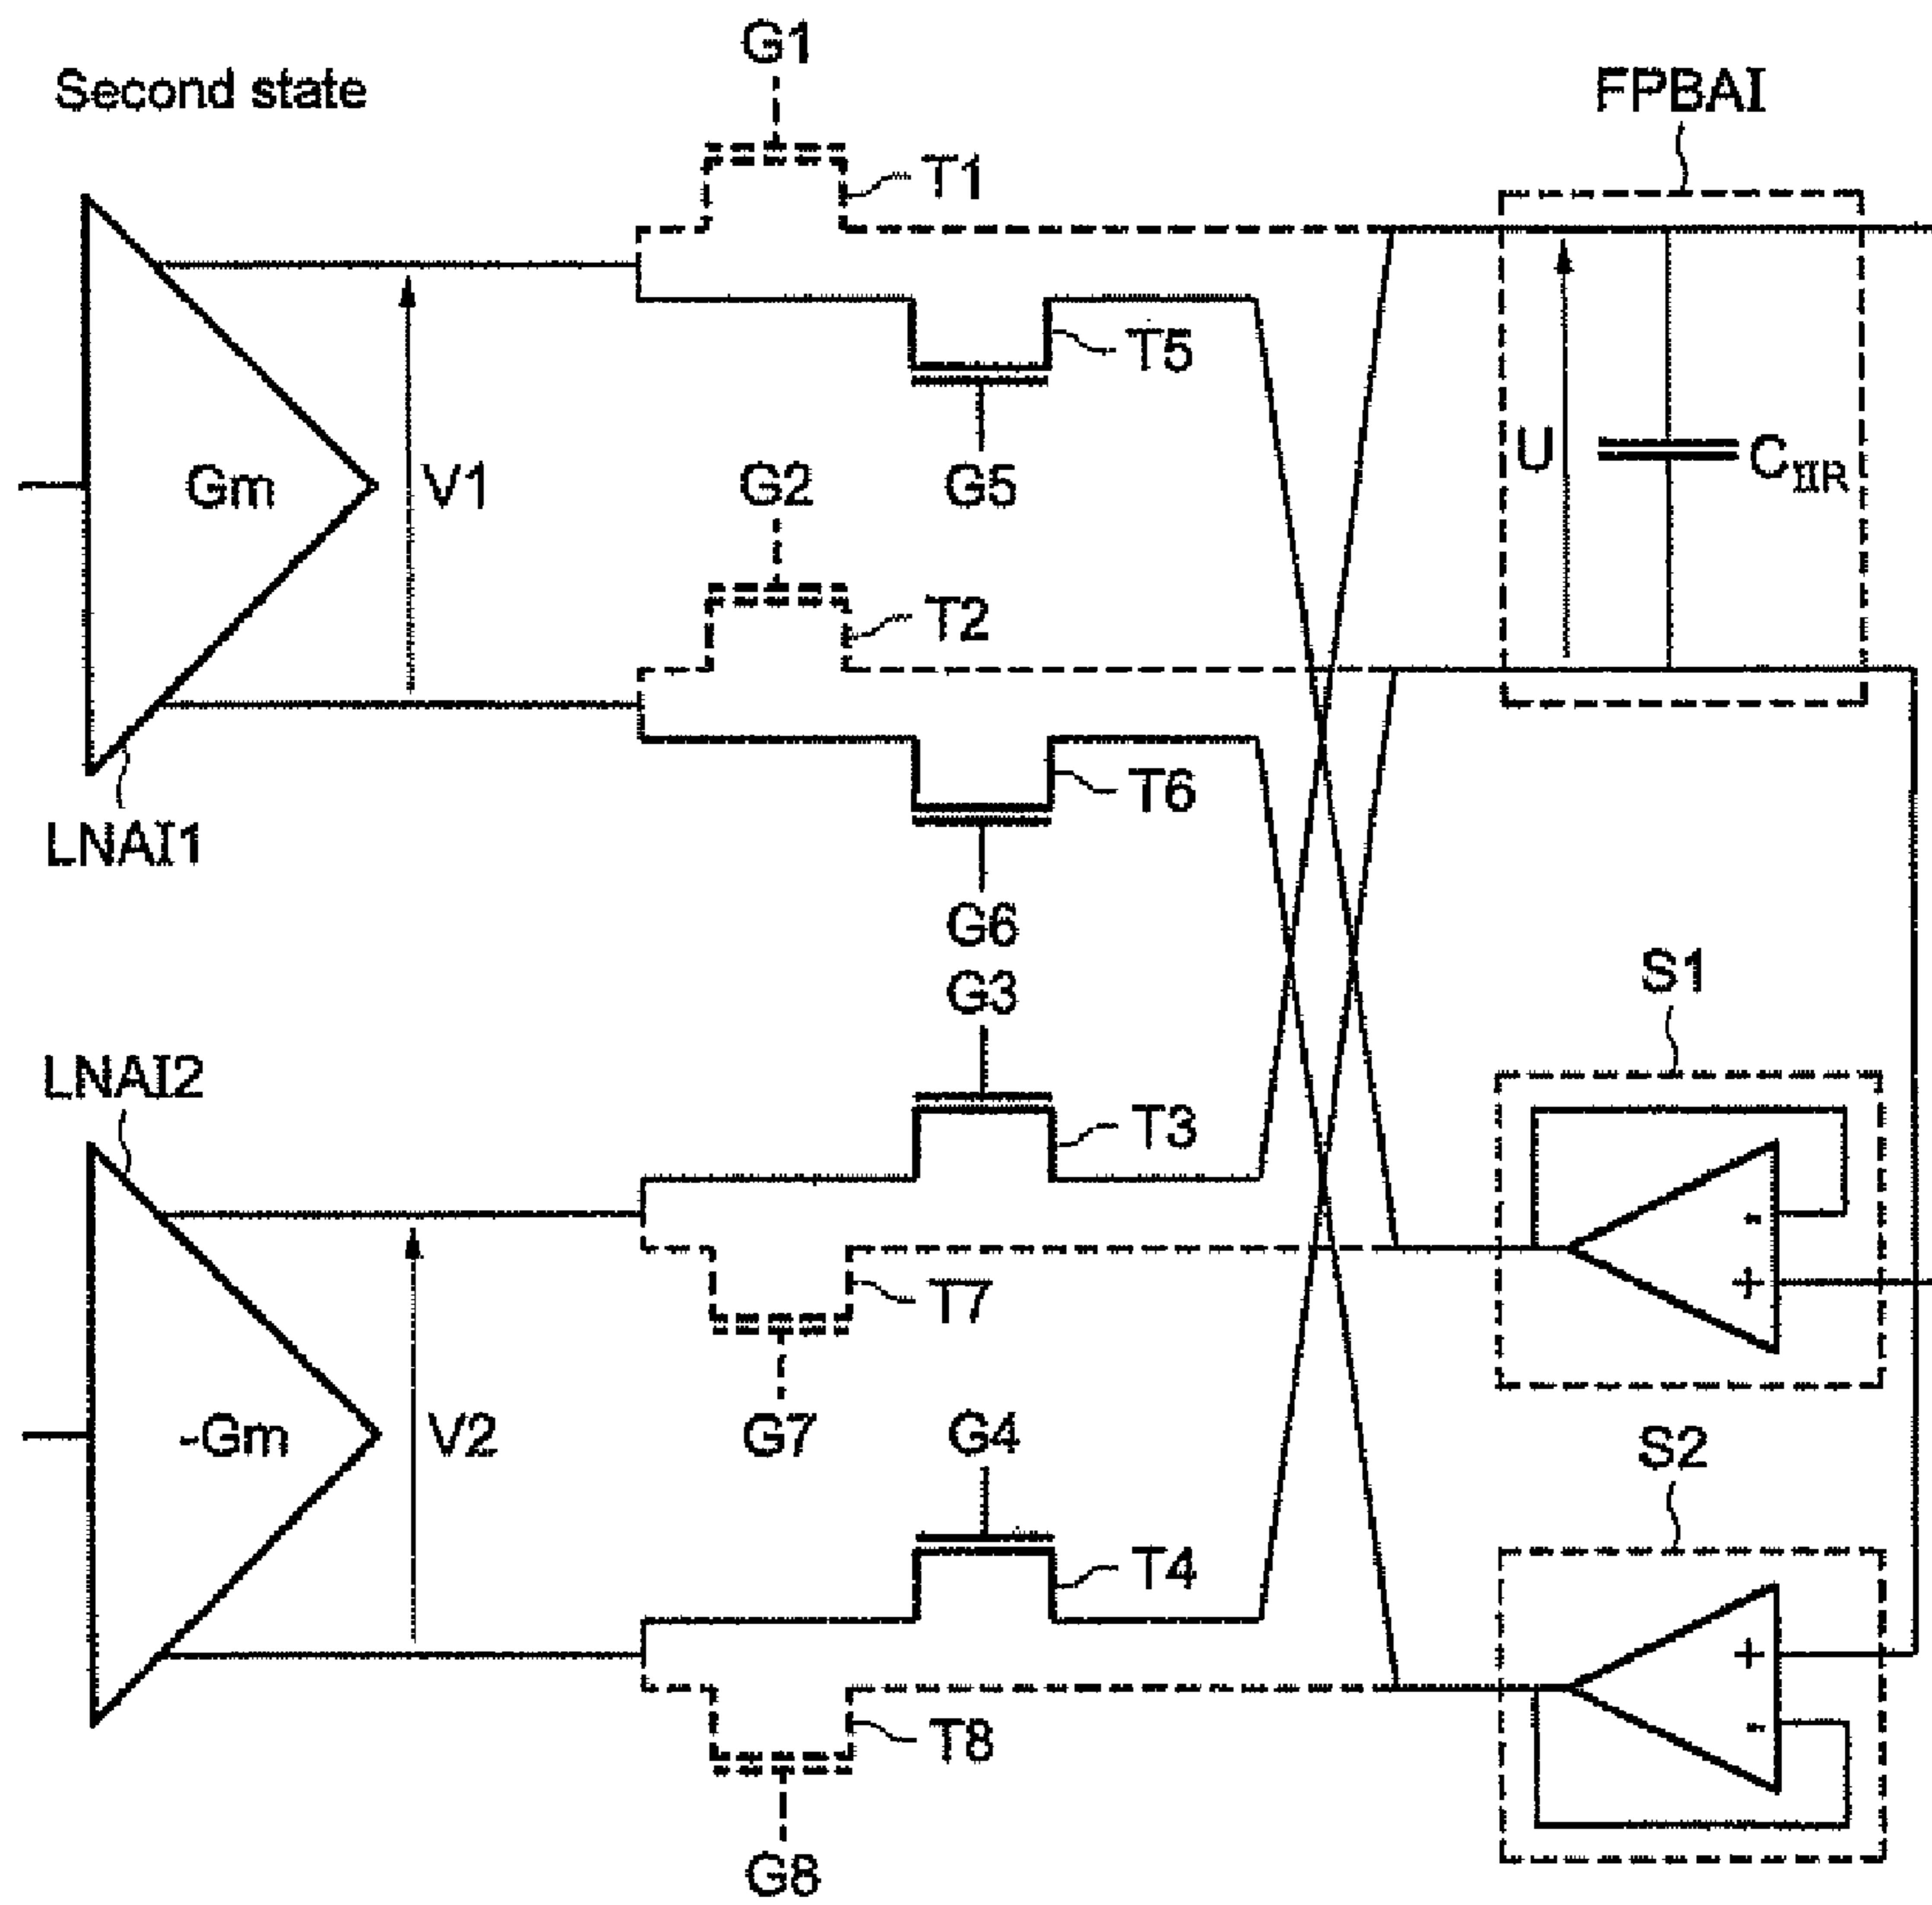 G1
Second state
FPBAI
T1
T5
Gm
V1
G2
G5
U
CIIR
T2
T6
LNAI1
G6
G3
S1
LNAI2
T3
-
+
T7
-Gm
V2
G7
G4
S2
T4
+
-
T8
G8